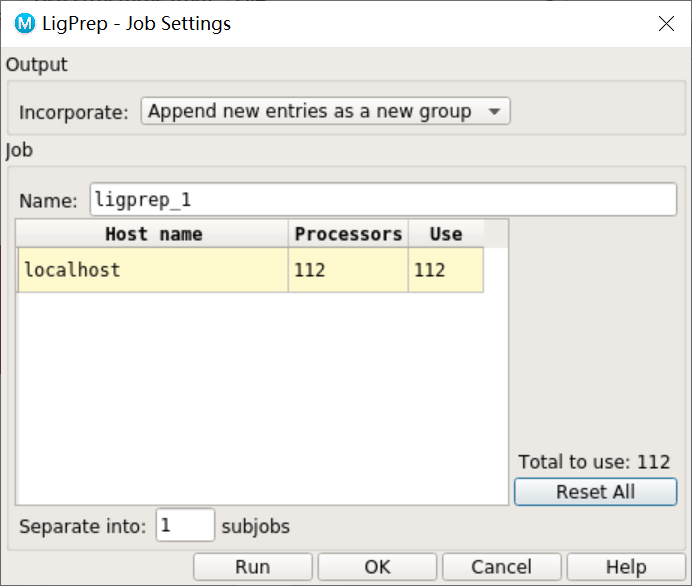 LigPrep - Job Settings
Output
Incorporate: Append new entries as a new group
Job
Name: ligprep_1
Host name Processors Use
localhost 112 112
Total to use: 112
Reset All
Separate into: 1 subjobs
Run OK Cancel Help